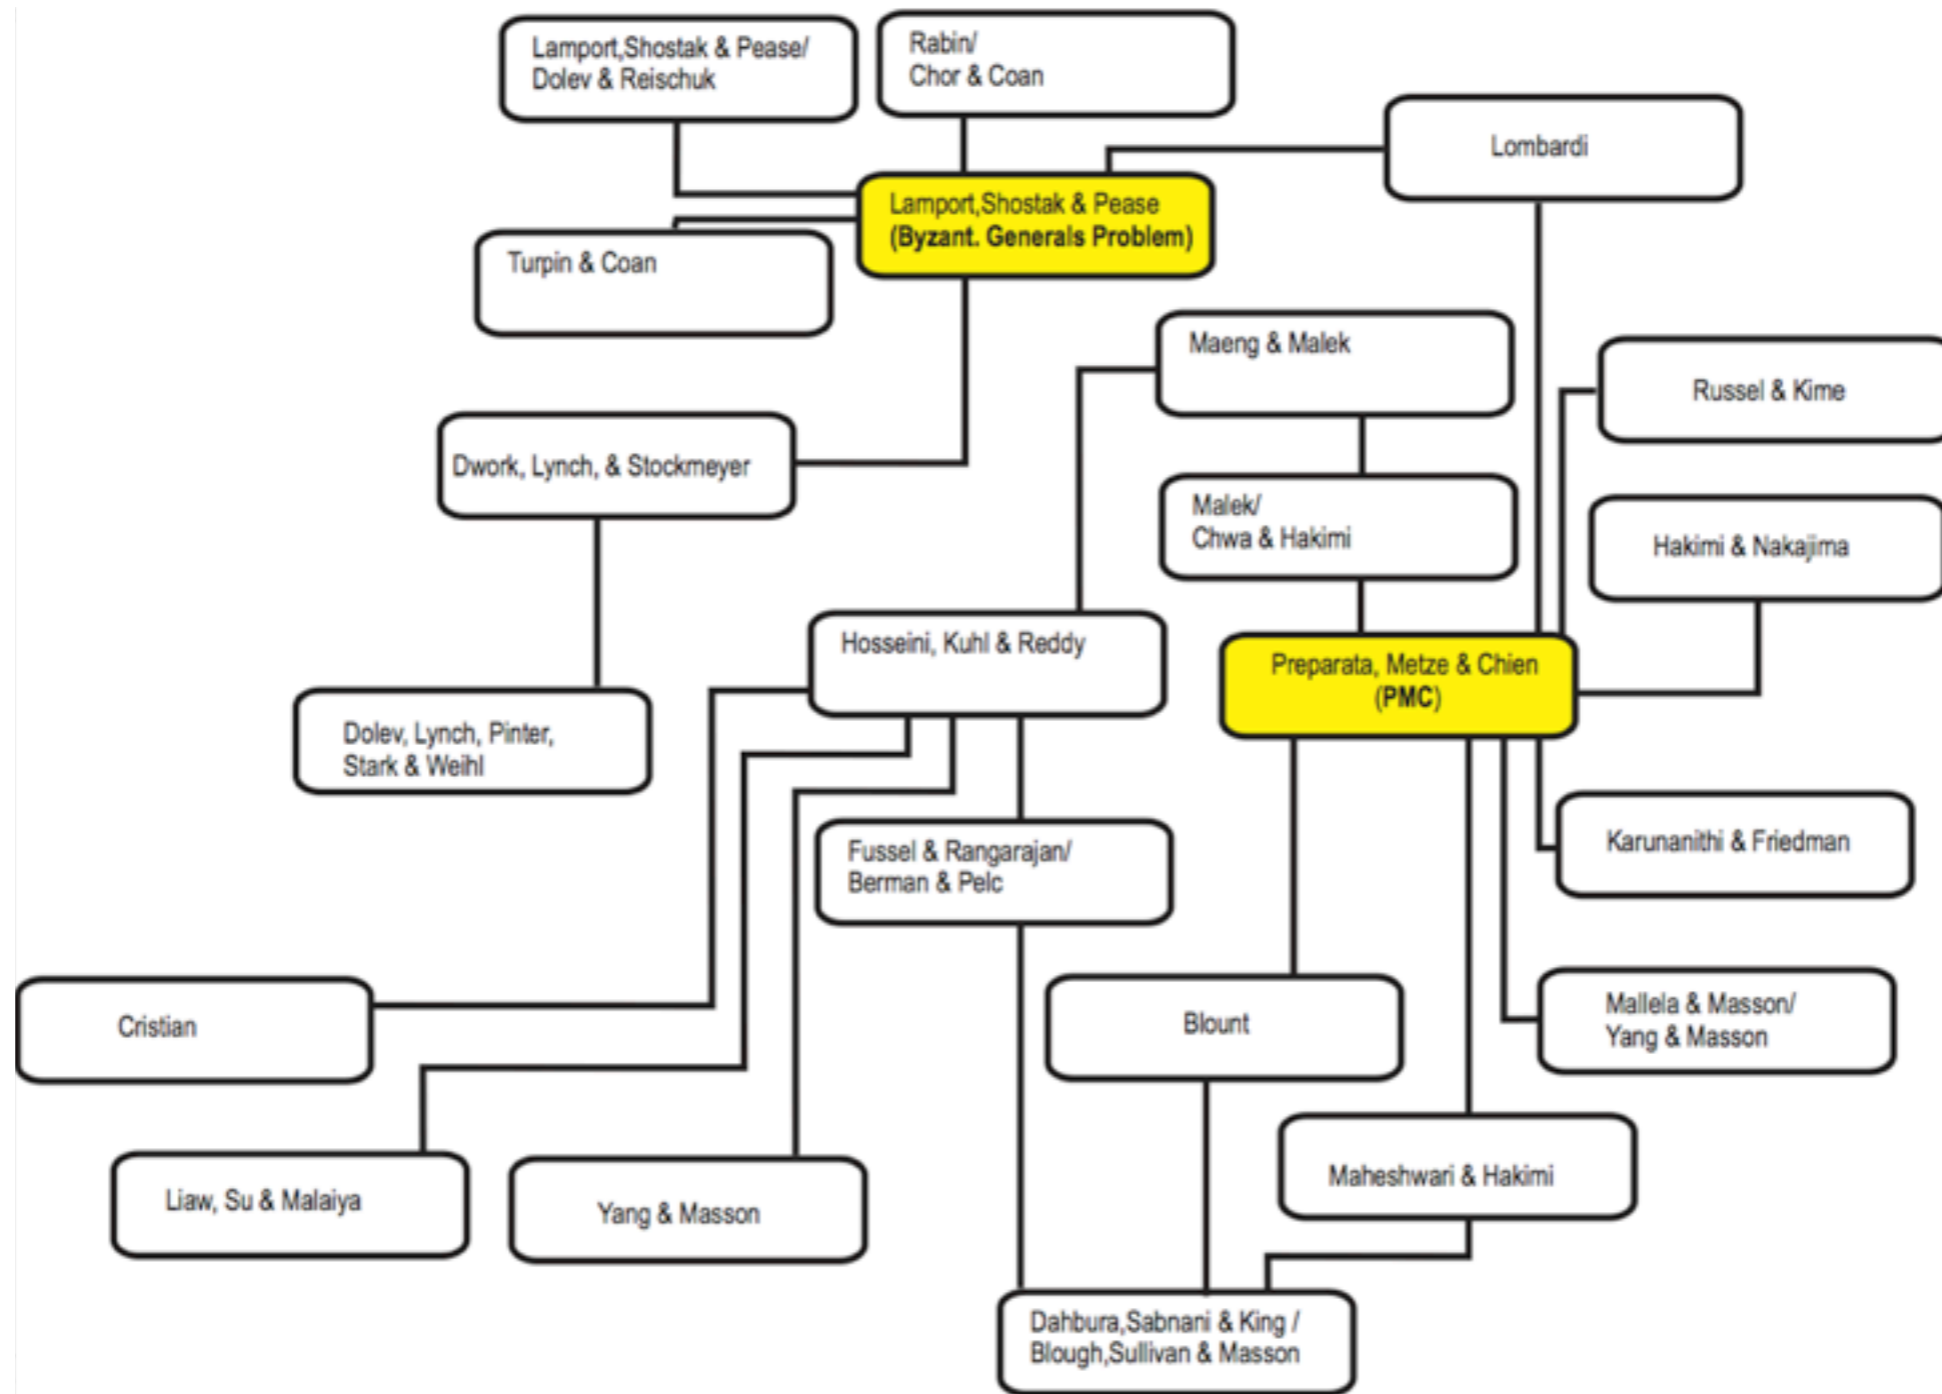 Lamport,Shostak & Pease/
Dolev & Reischuk
Rabin/
Chor & Coan
Lombardi
Lamport,Shostak & Pease
(Byzant. Generals Problem)
Turpin & Coan
Maeng & Malek
Russel & Kime
Dwork, Lynch, & Stockmeyer
Malek/
Chwa & Hakimi
Hakimi & Nakajima
Hosseini, Kuhl & Reddy
Preparata, Metze & Chien
(PMC)
Dolev, Lynch, Pinter,
Stark & Weihl
Fussel & Rangarajan/
Berman & Pelc
Karunanithi & Friedman
Cristian
Blount
Mallela & Masson/
Yang & Masson
Liaw, Su & Malaiya
Yang & Masson
Maheshwari & Hakimi
Dahbura,Sabnani & King /
Blough,Sullivan & Masson